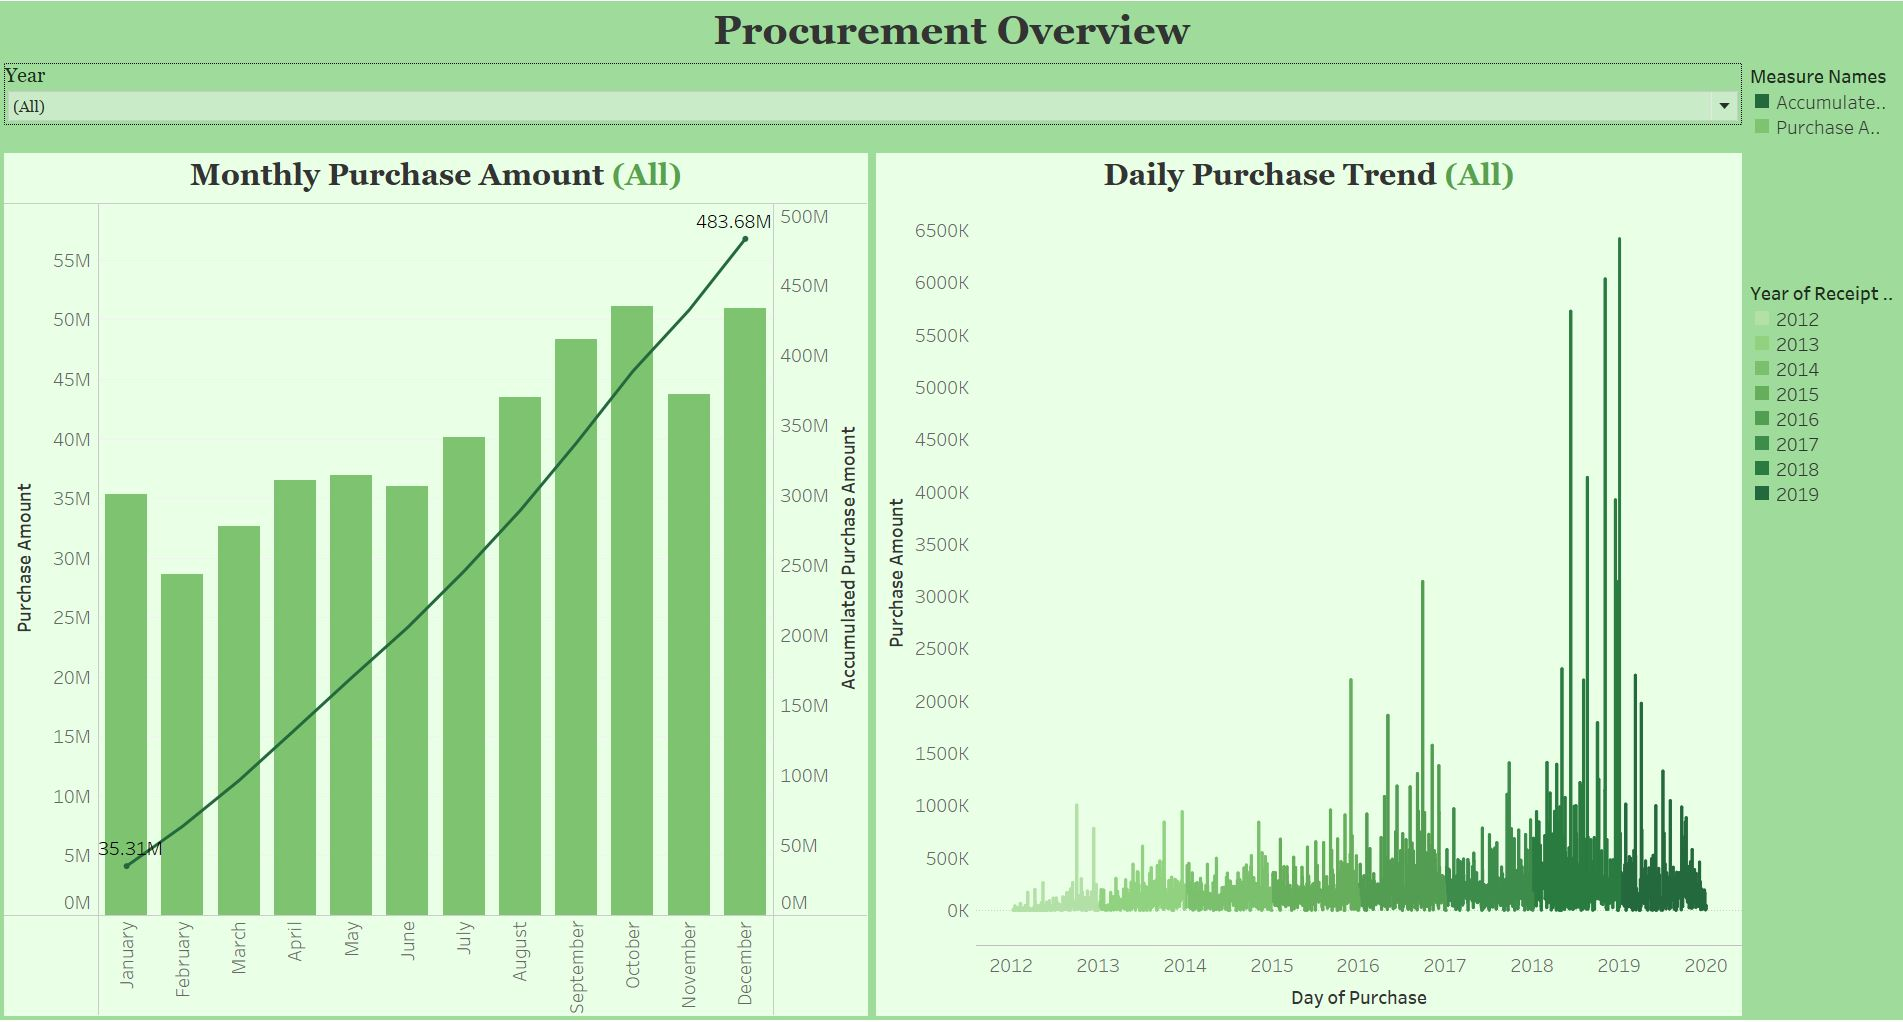 Procurement Overview
Year
(All)
Measure Names
Accumulate..
Purchase A..
Monthly Purchase Amount (All)
Purchase Amount
55M
50M
45M
40M
35M
30M
25M
20M
15M
10M
5M
0M
483.68M
35.31M
500M
450M
400M
350M
300M
250M
200M
150M
100M
50M
0M
Accumulated Purchase Amount
January
February
March
April
May
June
July
August
September
October
November
December
Daily Purchase Trend (All)
Purchase Amount
6500K
6000K
5500K
5000K
4500K
4000K
3500K
3000K
2500K
2000K
1500K
1000K
500K
0K
2012
2013
2014
2015
2016
2017
2018
2019
2020
Day of Purchase
Year of Receipt ..
2012
2013
2014
2015
2016
2017
2018
2019